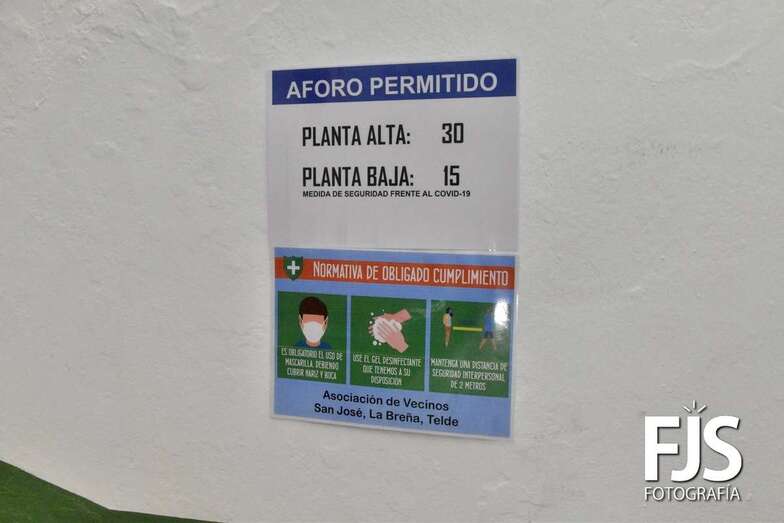 AFORO PERMITIDO
PLANTA ALTA: 30
PLANTA BAJA: 15
MEDIDA DE SEGURIDAD FRENTE AL COVID-19
NORMATIVA DE OBLIGADO CUMPLIMIENTO
ES OBLIGATORIO EL USO DE
MASCARILLA, DEBIENDO
CUBRIR NARIZ Y BOCA
USE EL GEL DESINFECTANTE
QUE TENEMOS A SU
DISPOSICIÓN
MANTENGA UNA DISTANCIA DE
SEGURIDAD INTERPERSONAL
DE 2 METROS
Asociación de Vecinos
San José, La Breña, Telde
FJS
FOTOGRAFÍA